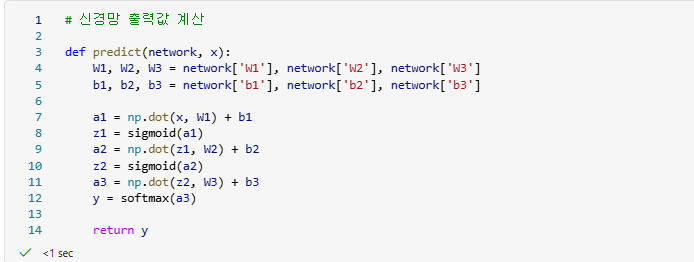 1 # 신경망 출력값 계산
2
3 def predict(network, x):
4 W1, W2, W3 = network['W1'], network['W2'], network['W3']
5 b1, b2, b3 = network['b1'], network['b2'], network['b3']
6
7 a1 = np.dot(x, W1) + b1
8 z1 = sigmoid(a1)
9 a2 = np.dot(z1, W2) + b2
10 z2 = sigmoid(a2)
11 a3 = np.dot(z2, W3) + b3
12 y = softmax(a3)
13
14 return y
<1 sec